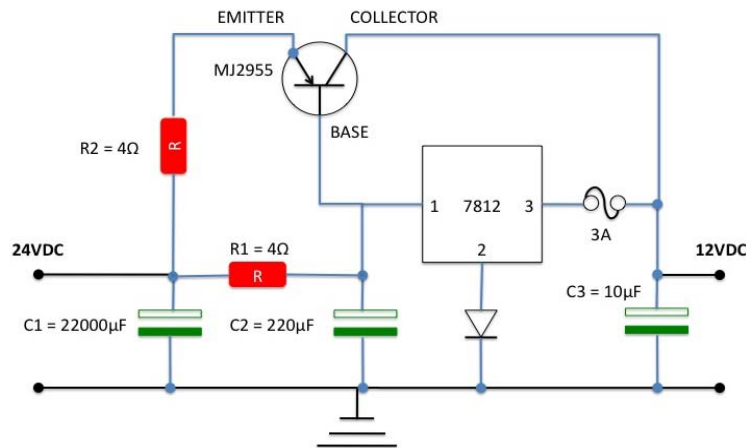 EMITTER
COLLECTOR
MJ2955
BASE
R2 = 4Ω
R
1
7812
3
3A
2
24VDC
R1 = 4Ω
R
12VDC
C1 = 22000µF
C2 = 220µF
C3 = 10µF